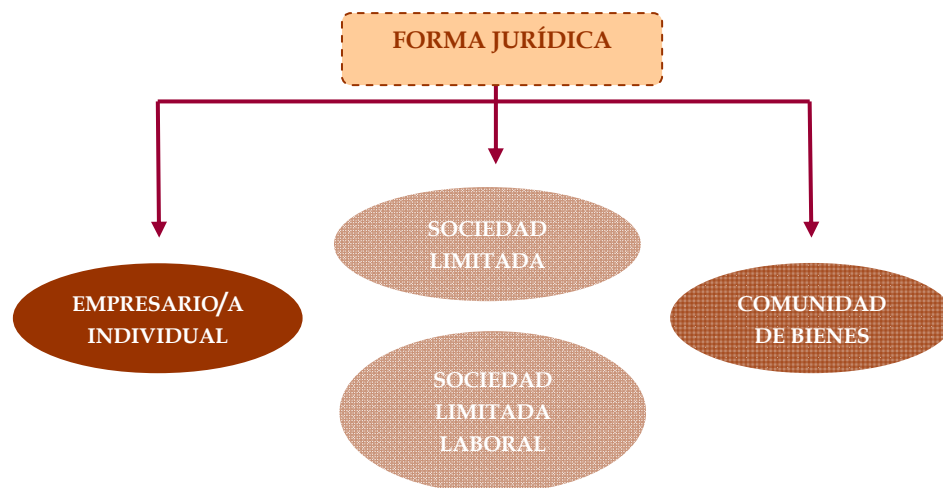 FORMA JURÍDICA
EMPRESARIO/A
INDIVIDUAL
SOCIEDAD
LIMITADA
SOCIEDAD
LIMITADA
LABORAL
COMUNIDAD
DE BIENES